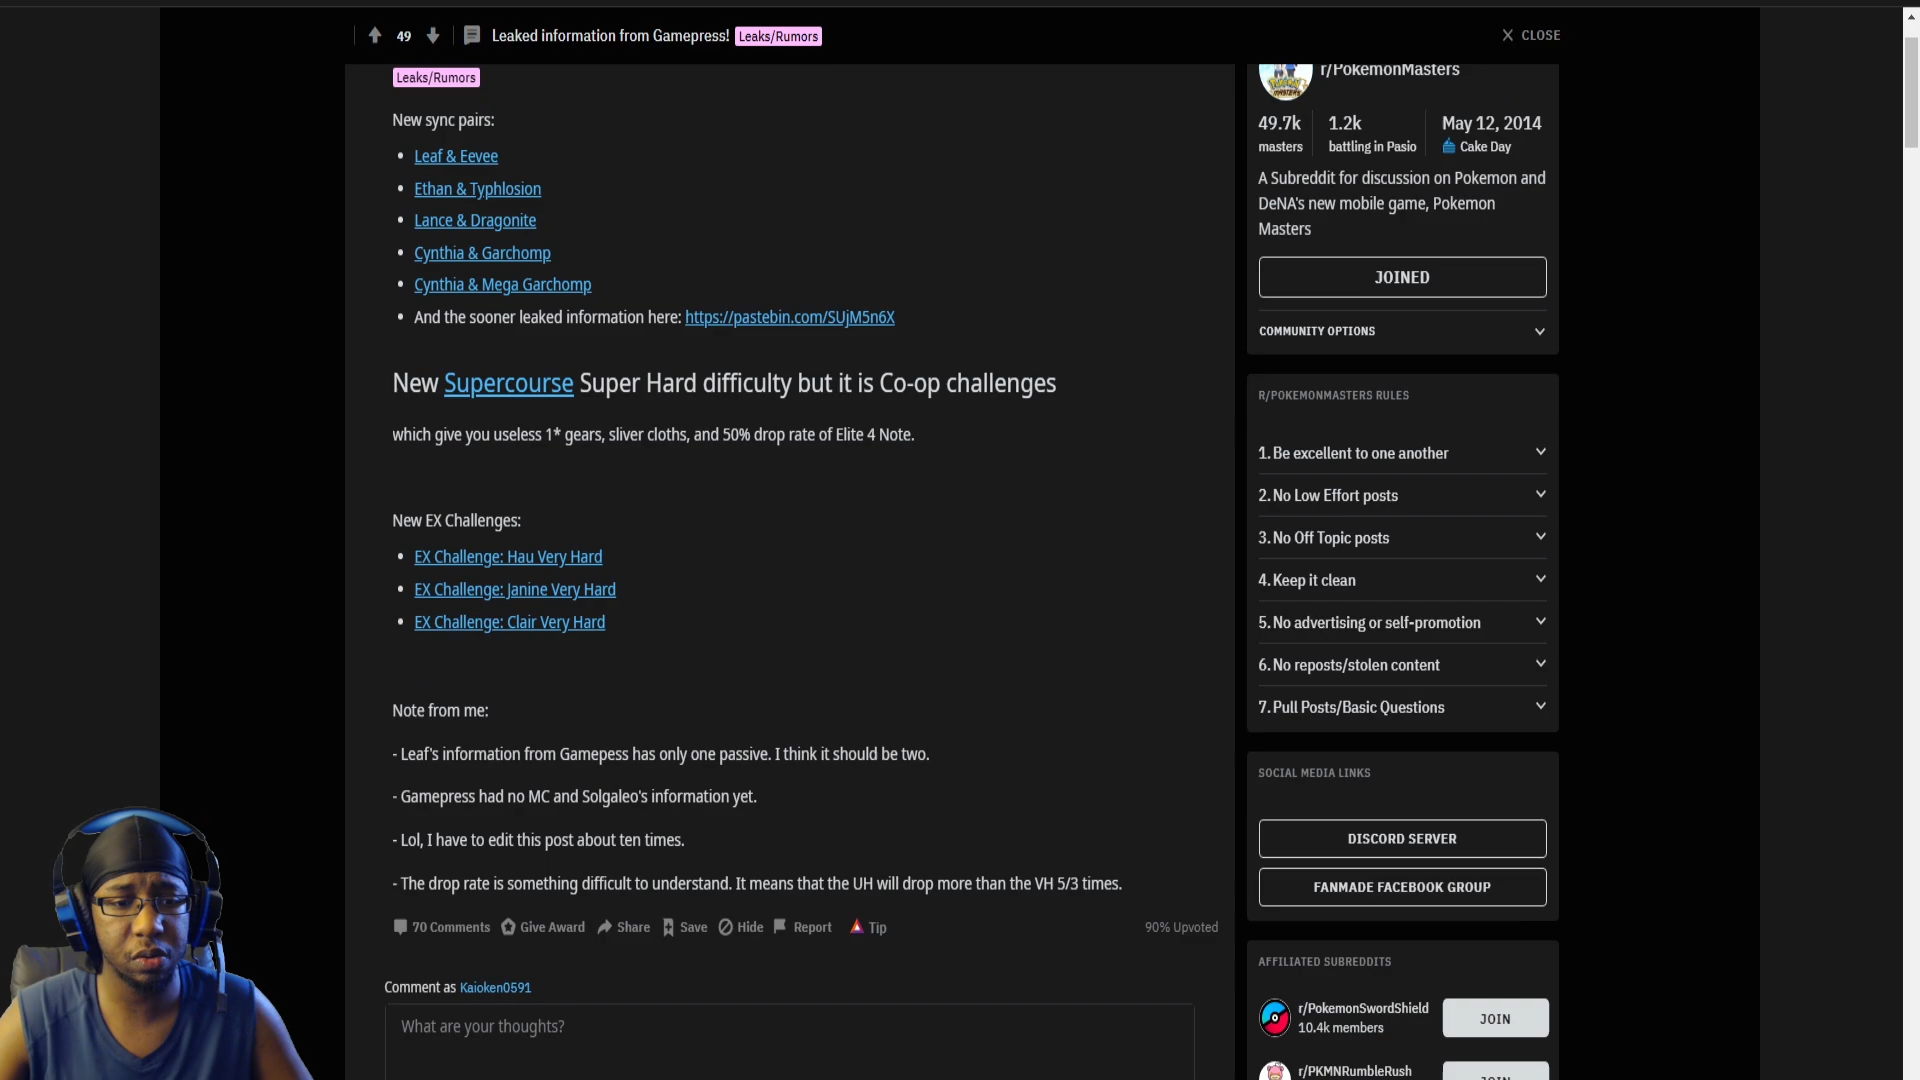 49
Leaked information from Gamepress! Leaks/Rumors
CLOSE
Leaks/Rumors
New sync pairs:
• Leaf & Eevee
• Ethan & Typhlosion
• Lance & Dragonite
• Cynthia & Garchomp
• Cynthia & Mega Garchomp
• And the sooner leaked information here: https://pastebin.com/SUjM5n6X
New Supercourse Super Hard difficulty but it is Co-op challenges
which give you useless 1* gears, sliver cloths, and 50% drop rate of Elite 4 Note.
New EX Challenges:
• EX Challenge: Hau Very Hard
• EX Challenge: Janine Very Hard
• EX Challenge: Clair Very Hard
Note from me:
- Leaf's information from Gamepess has only one passive. I think it should be two.
- Gamepress had no MC and Solgaleo's information yet.
- Lol, I have to edit this post about ten times.
- The drop rate is something difficult to understand. It means that the UH will drop more than the VH 5/3 times.
70 Comments Give Award Share Save Hide Report Tip 90% Upvoted
Comment as Kaioken0591
What are your thoughts?
r/PokemonMasters
49.7k 1.2k May 12, 2014
masters battling in Pasio Cake Day
A Subreddit for discussion on Pokemon and
DeNA's new mobile game, Pokemon
Masters
JOINED
COMMUNITY OPTIONS
R/POKEMONMASTERS RULES
1. Be excellent to one another
2. No Low Effort posts
3. No Off Topic posts
4. Keep it clean
5. No advertising or self-promotion
6. No reposts/stolen content
7. Pull Posts/Basic Questions
SOCIAL MEDIA LINKS
DISCORD SERVER
FANMADE FACEBOOK GROUP
AFFILIATED SUBREDDITS
r/PokemonSwordShield
10.4k members
JOIN
r/PKMNRumbleRush
JOIN